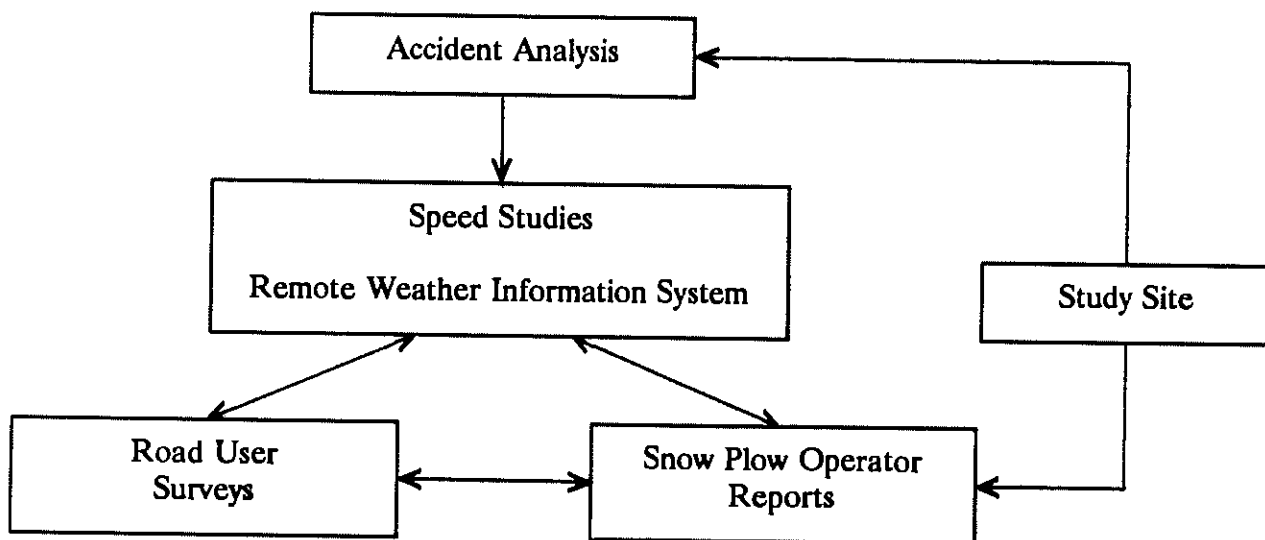 Accident Analysis
Speed Studies
Remote Weather Information System
Study Site
Road User
Surveys
Snow Plow Operator
Reports